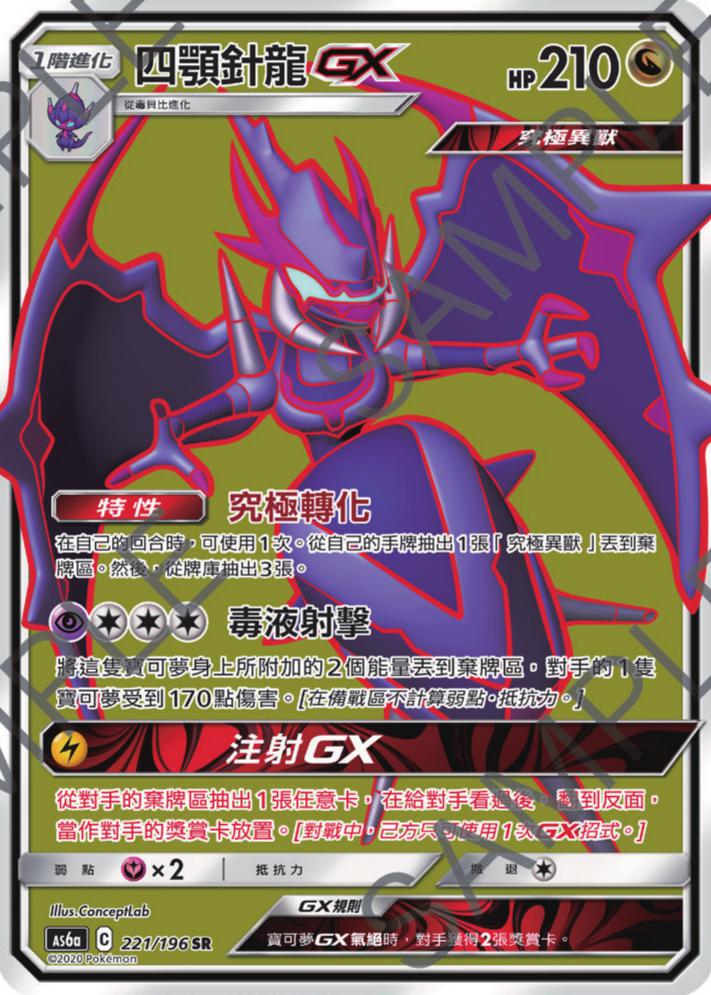 1階進化
四顎針龍GX
HP210
從毒貝比進化
究極異獸
特性 究極轉化
在自己的回合時，可使用1次。從自己的手牌抽出1張「究極異獸」丟到棄
牌區。然後，從牌庫抽出3張。
毒液射擊
將這隻寶可夢身上所附加的2個能量丟到棄牌區，對手的1隻
寶可夢受到170點傷害。[在備戰區不計算弱點・抵抗力。]
注射GX
從對手的棄牌區抽出1張任意卡，在給對手看過後，翻到反面，
當作對手的獎賞卡放置。[對戰中，己方只可使用1次GX招式。]
弱點 ×2 抵抗力 撤退
Illus.ConceptLab
GX規則
AS6a C 221/196 SR
寶可夢GX氣絕時，對手獲得2張獎賞卡。
©2020 Pokémon
SAMPLE
SAMPLE
SAMPLE